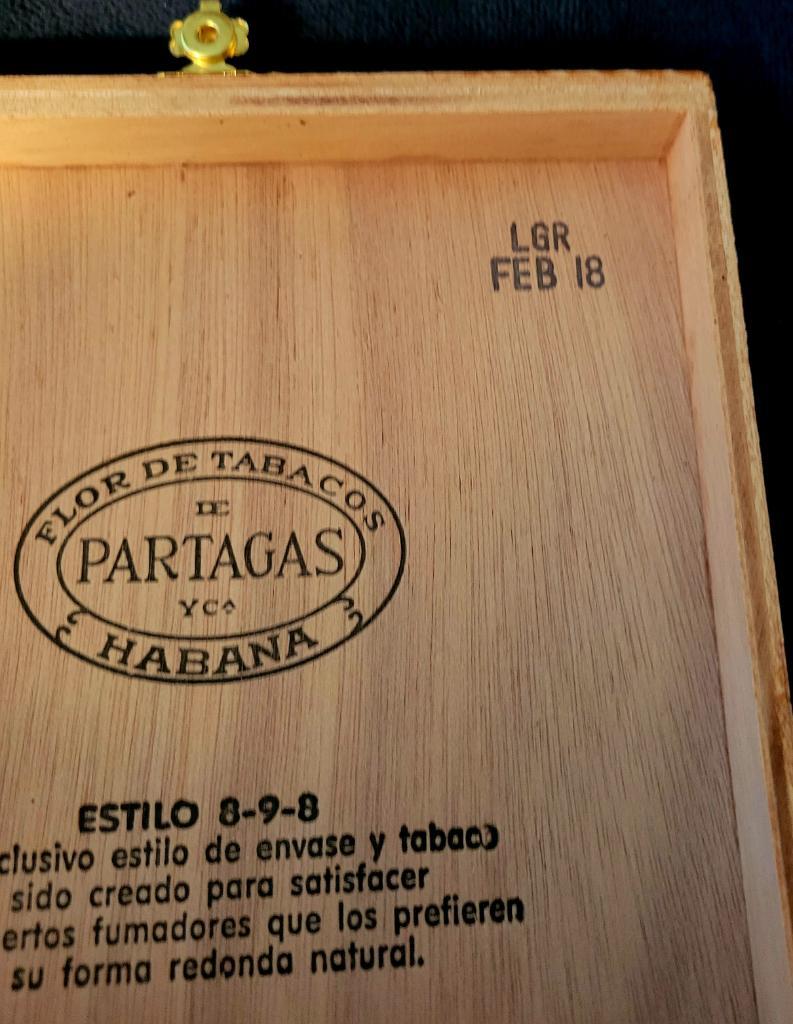 LGR
FEB 18
FLOR DE TABACOS
DE
PARTAGAS
Y Cª
HABANA
ESTILO 8-9-8
clusivo estilo de envase y tabaco
sido creado para satisfacer
ertos fumadores que los prefieren
su forma redonda natural.